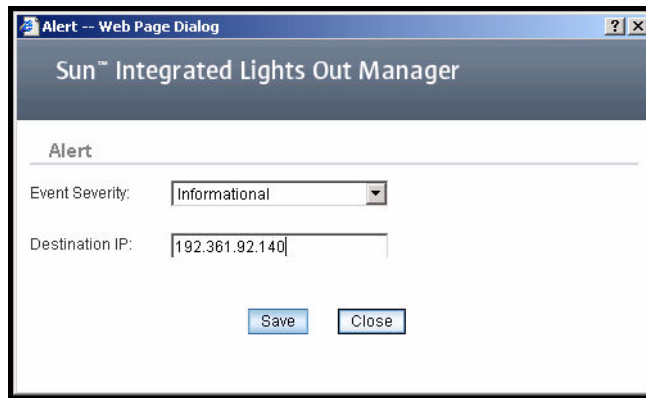 Alert -- Web Page Dialog
Sun™ Integrated Lights Out Manager
Alert
Event Severity: Informational
Destination IP: 192.361.92.140
Save Close